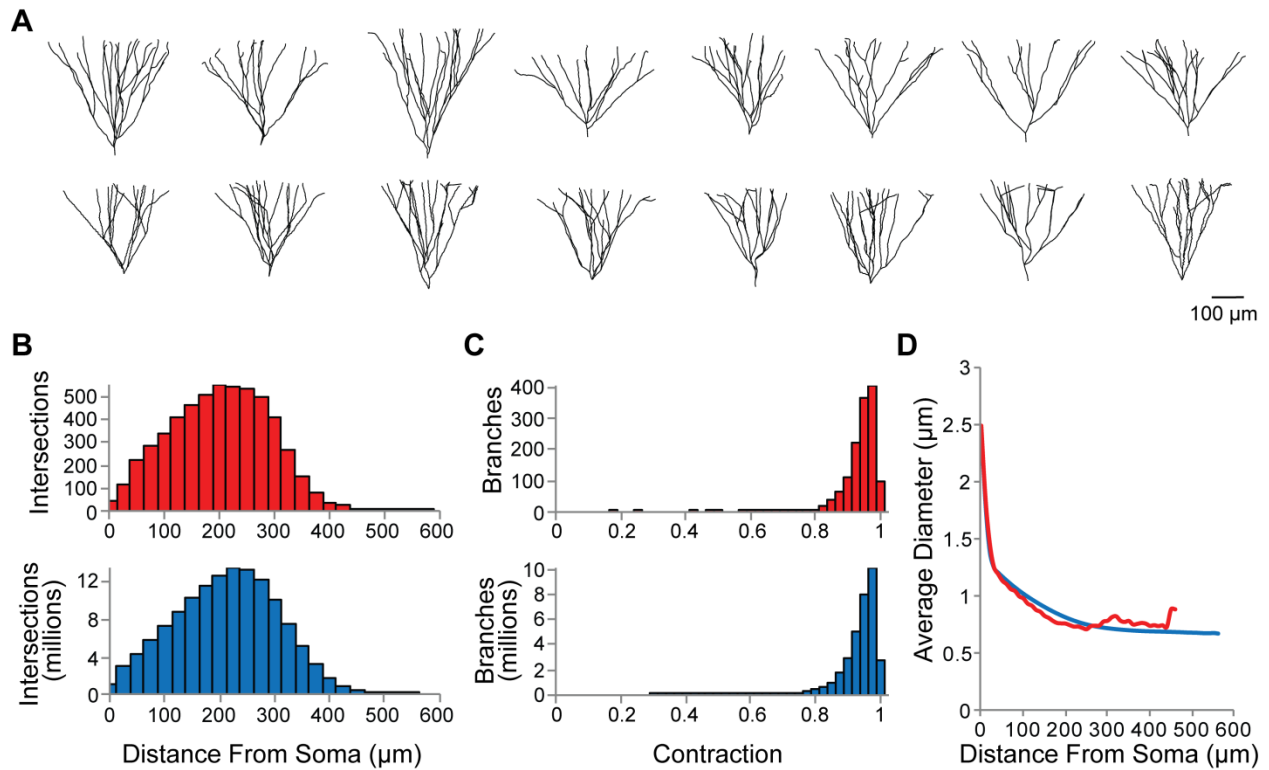 A
100 µm
B
C
D
Intersections
500
400
300
200
100
0
0 100 200 300 400 500 600
Branches
400
300
200
100
0
0 0.2 0.4 0.6 0.8 1
Intersections
(millions)
12
8
4
0
0 100 200 300 400 500 600
Distance From Soma (µm)
Branches
(millions)
10
8
6
4
2
0
0 0.2 0.4 0.6 0.8 1
Contraction
Average Diameter (µm)
3
2.5
2
1.5
1
0.5
0
0 100 200 300 400 500 600
Distance From Soma (µm)